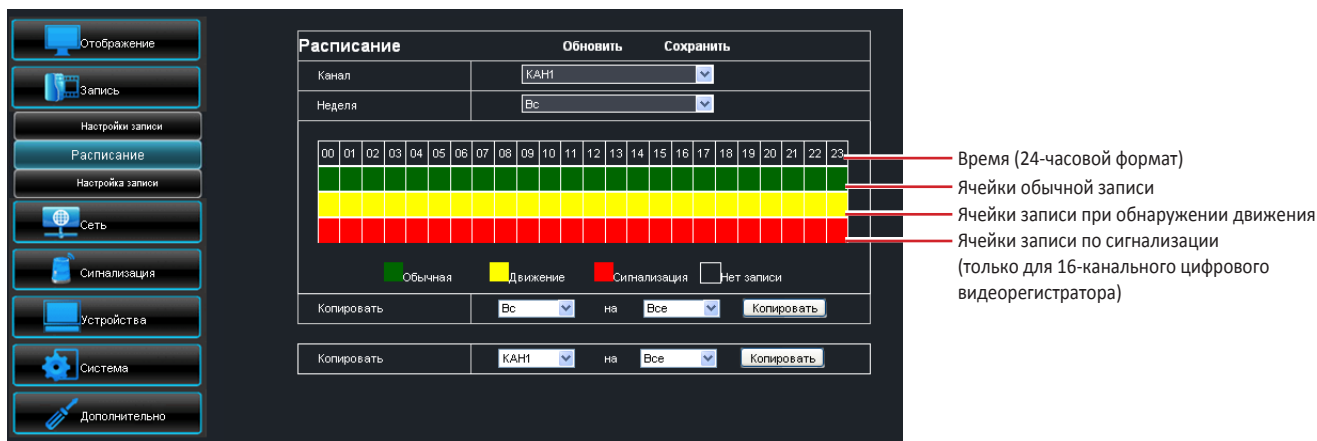 Отображение
Запись
Настройки записи
Расписание
Настройка записи
Сеть
Сигнализация
Устройства
Система
Дополнительно
Расписание Обновить Сохранить
Канал КАН1
Неделя Вс
00 01 02 03 04 05 06 07 08 09 10 11 12 13 14 15 16 17 18 19 20 21 22 23
Обычная Движение Сигнализация Нет записи
Копировать Вс на Все Копировать
Копировать КАН1 на Все Копировать
Время (24-часовой формат)
Ячейки обычной записи
Ячейки записи при обнаружении движения
Ячейки записи по сигнализации
(только для 16-канального цифрового
видеорегистратора)